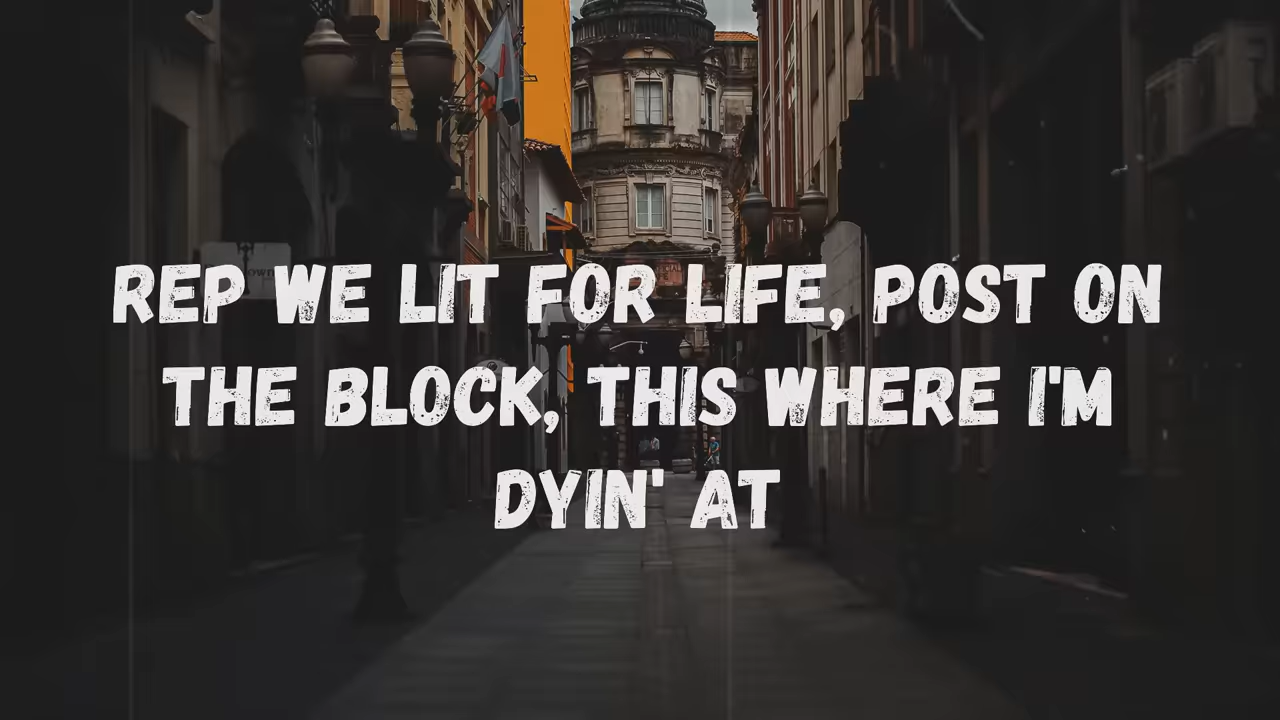 REP WE LIT FOR LIFE, POST ON
THE BLOCK, THIS WHERE I'M
DYIN' AT